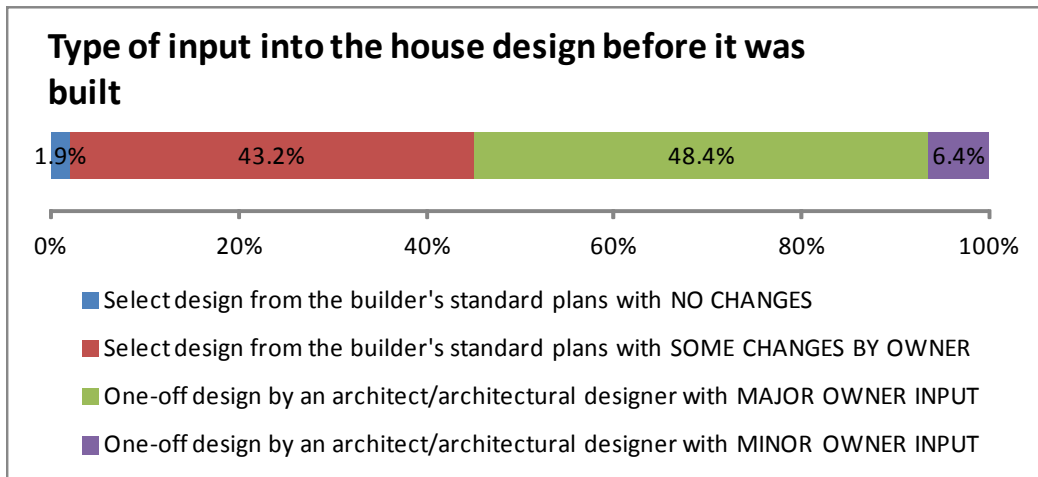 Type of input into the house design before it was
built
1.9% 43.2% 48.4% 6.4%
0% 20% 40% 60% 80% 100%
Select design from the builder's standard plans with NO CHANGES
Select design from the builder's standard plans with SOME CHANGES BY OWNER
One-off design by an architect/architectural designer with MAJOR OWNER INPUT
One-off design by an architect/architectural designer with MINOR OWNER INPUT